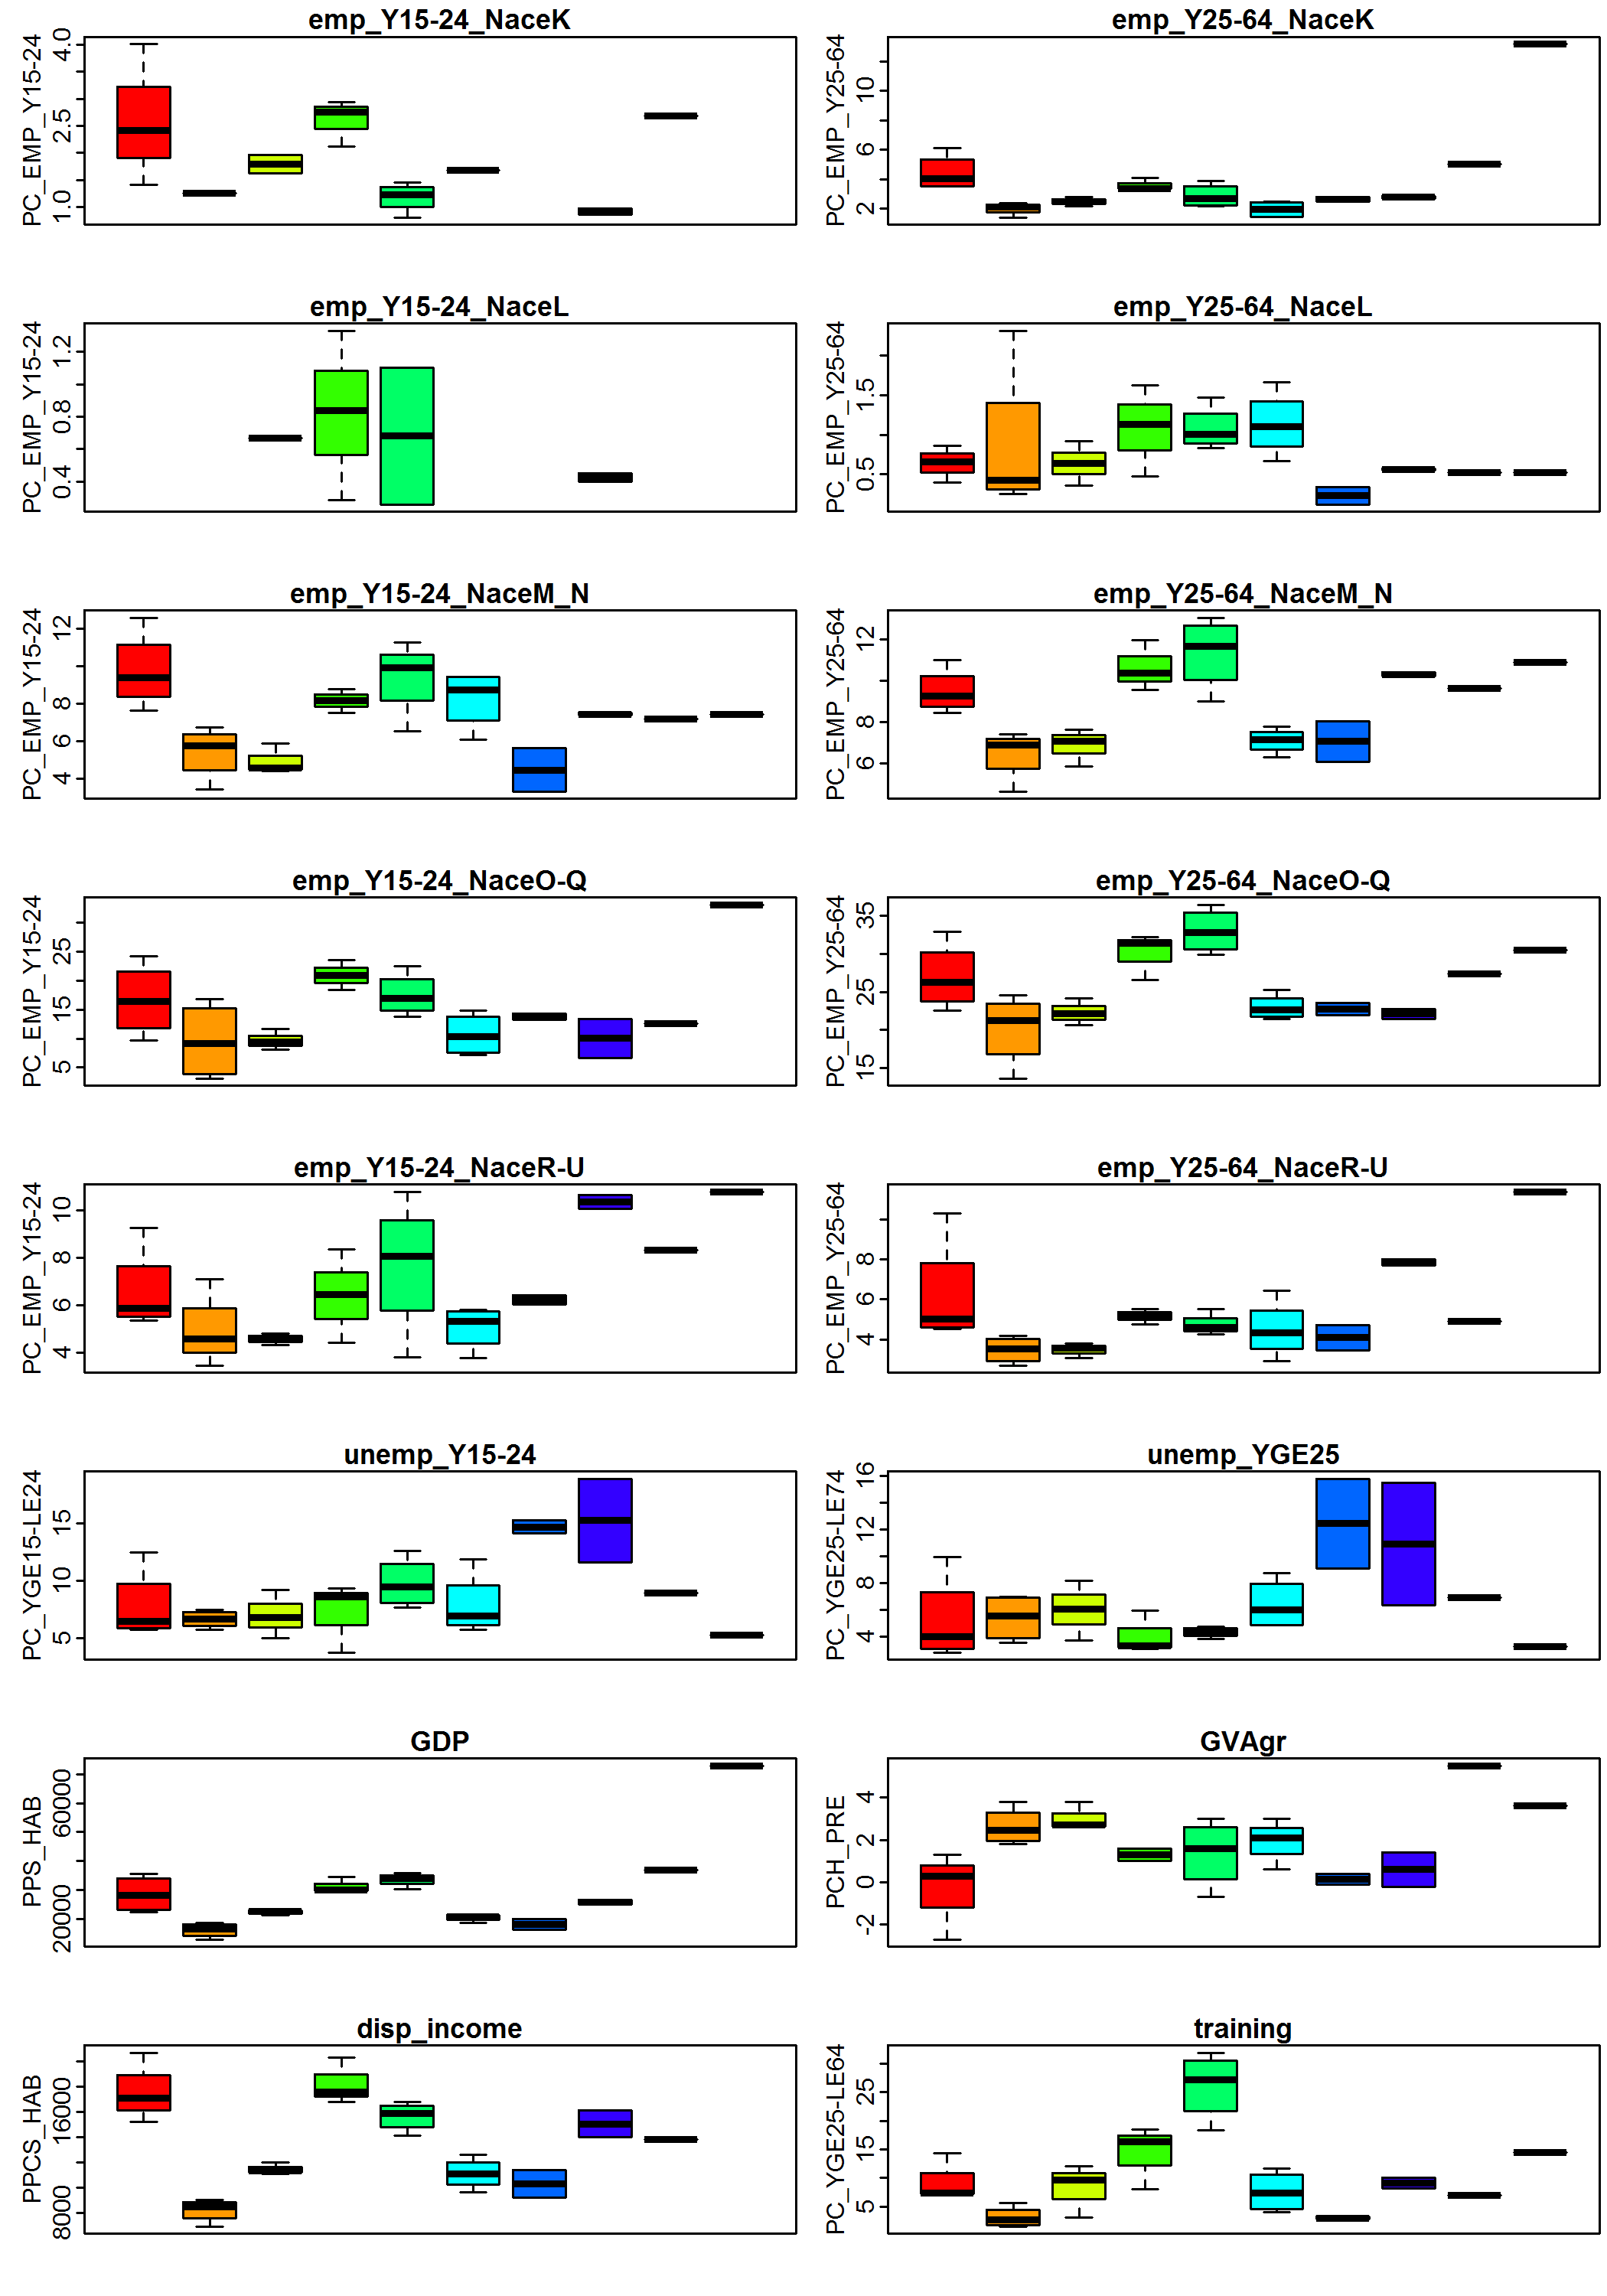 emp_Y15-24_NaceK
PC_EMP_Y15-24
1.0 2.5 4.0
emp_Y25-64_NaceK
PC_EMP_Y25-64
2 6 10
emp_Y15-24_NaceL
PC_EMP_Y15-24
0.4 0.8 1.2
emp_Y25-64_NaceL
PC_EMP_Y25-64
0.5 1.5
emp_Y15-24_NaceM_N
PC_EMP_Y15-24
4 6 8 12
emp_Y25-64_NaceM_N
PC_EMP_Y25-64
6 8 12
emp_Y15-24_NaceO-Q
PC_EMP_Y15-24
5 15 25
emp_Y25-64_NaceO-Q
PC_EMP_Y25-64
15 25 35
emp_Y15-24_NaceR-U
PC_EMP_Y15-24
4 6 8 10
emp_Y25-64_NaceR-U
PC_EMP_Y25-64
4 6 8
unemp_Y15-24
PC_YGE15-LE24
5 10 15
unemp_YGE25
PC_YGE25-LE74
4 8 12 16
GDP
PPS_HAB
20000 60000
GVAgr
PCH_PRE
-2 0 2 4
disp_income
PPCS_HAB
8000 16000
training
PC_YGE25-LE64
5 15 25